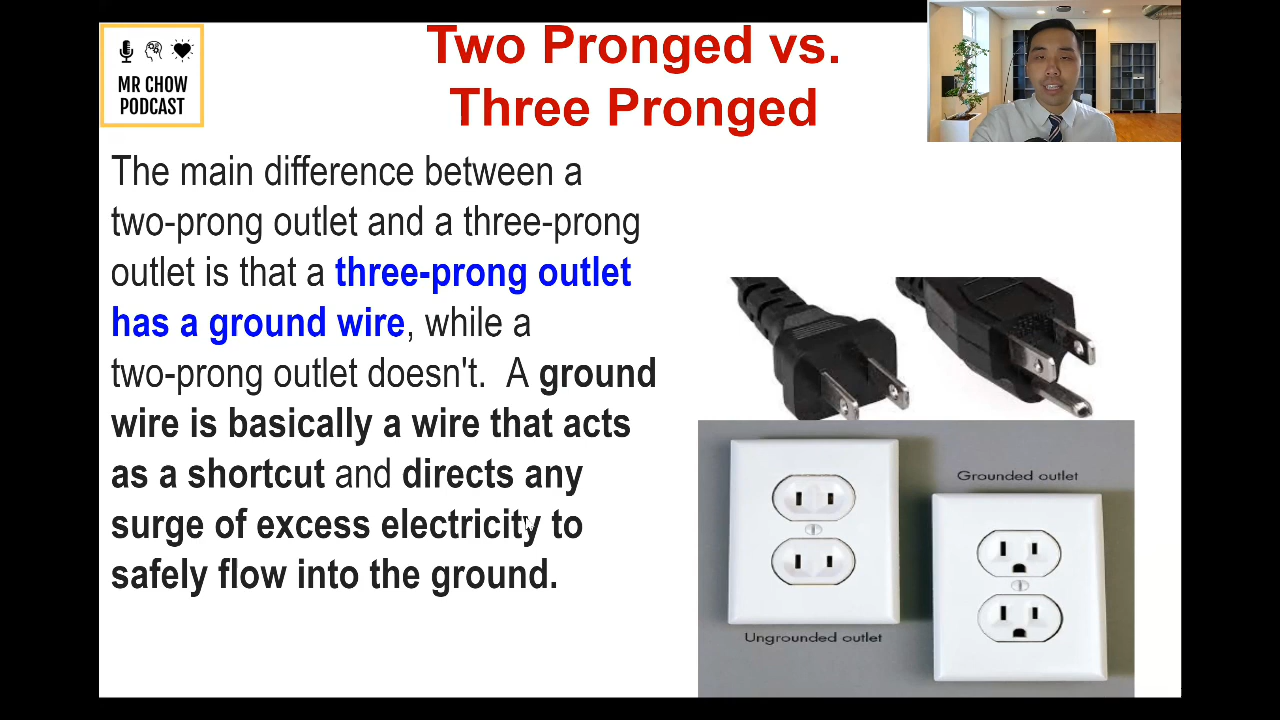 MR CHOW
PODCAST
Two Pronged vs.
Three Pronged
The main difference between a
two-prong outlet and a three-prong
outlet is that a three-prong outlet
has a ground wire, while a
two-prong outlet doesn't.  A ground
wire is basically a wire that acts
as a shortcut and directs any
surge of excess electricity to
safely flow into the ground.
Grounded outlet
Ungrounded outlet